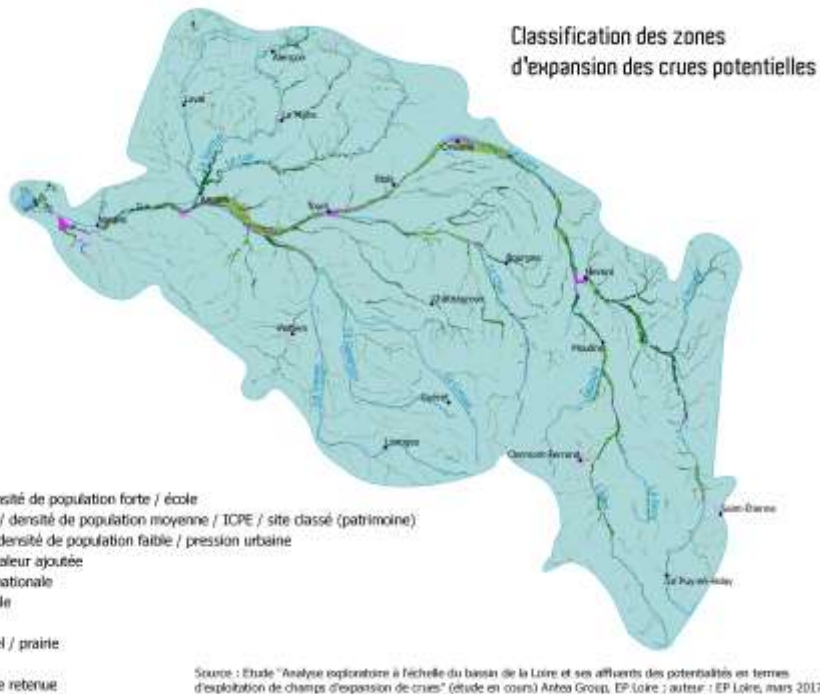 Classification des zones
d'expansion des crues potentielles
Alençon
Laval
Le Mans
Orléans
Blois
Tours
Angers
Nantes
Bourges
Nevers
Châteauroux
Poitiers
Moulins
Guéret
Limoges
Clermont-Ferrand
Saint-Étienne
Le Puy-en-Velay
sité de population forte / école
/ densité de population moyenne / ICPE / site classé (patrimoine)
densité de population faible / pression urbaine
aleur ajoutée
nationale
le
l / prairie
e retenue
Source : Etude "Analyse exploratoire à l'échelle du bassin de la Loire et ses affluents des potentialités en termes
d'exploitation de champs d'expansion de crues" (étude en cours) Antea Group, EP Loire ; auteur : EP Loire, mars 2017